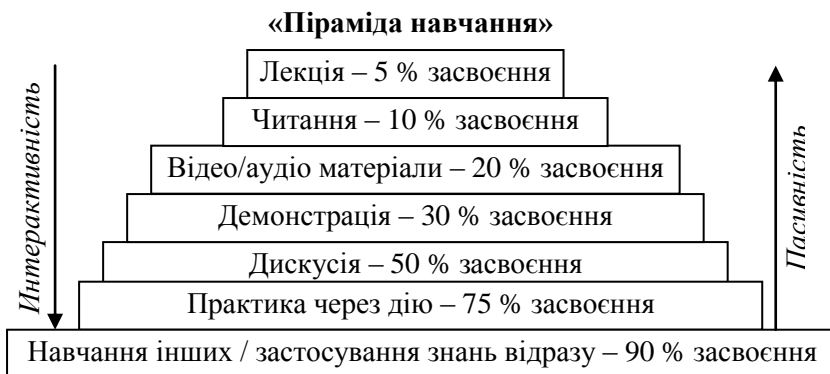 «Піраміда навчання»
Лекція – 5 % засвоєння
Читання – 10 % засвоєння
Відео/аудіо матеріали – 20 % засвоєння
Демонстрація – 30 % засвоєння
Дискусія – 50 % засвоєння
Практика через дію – 75 % засвоєння
Навчання інших / застосування знань відразу – 90 % засвоєння
Интерактивність
Пасивність